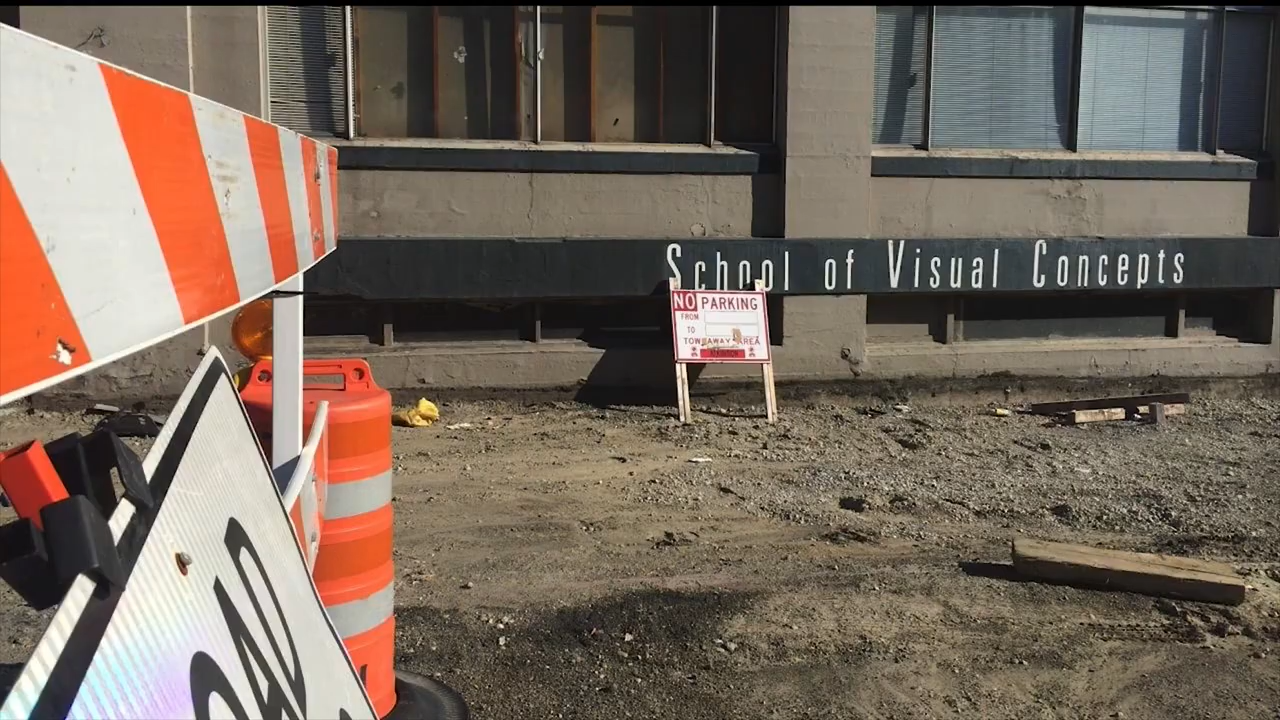 School of Visual Concepts
NO PARKING
FROM
TO
TOW AWAY AREA